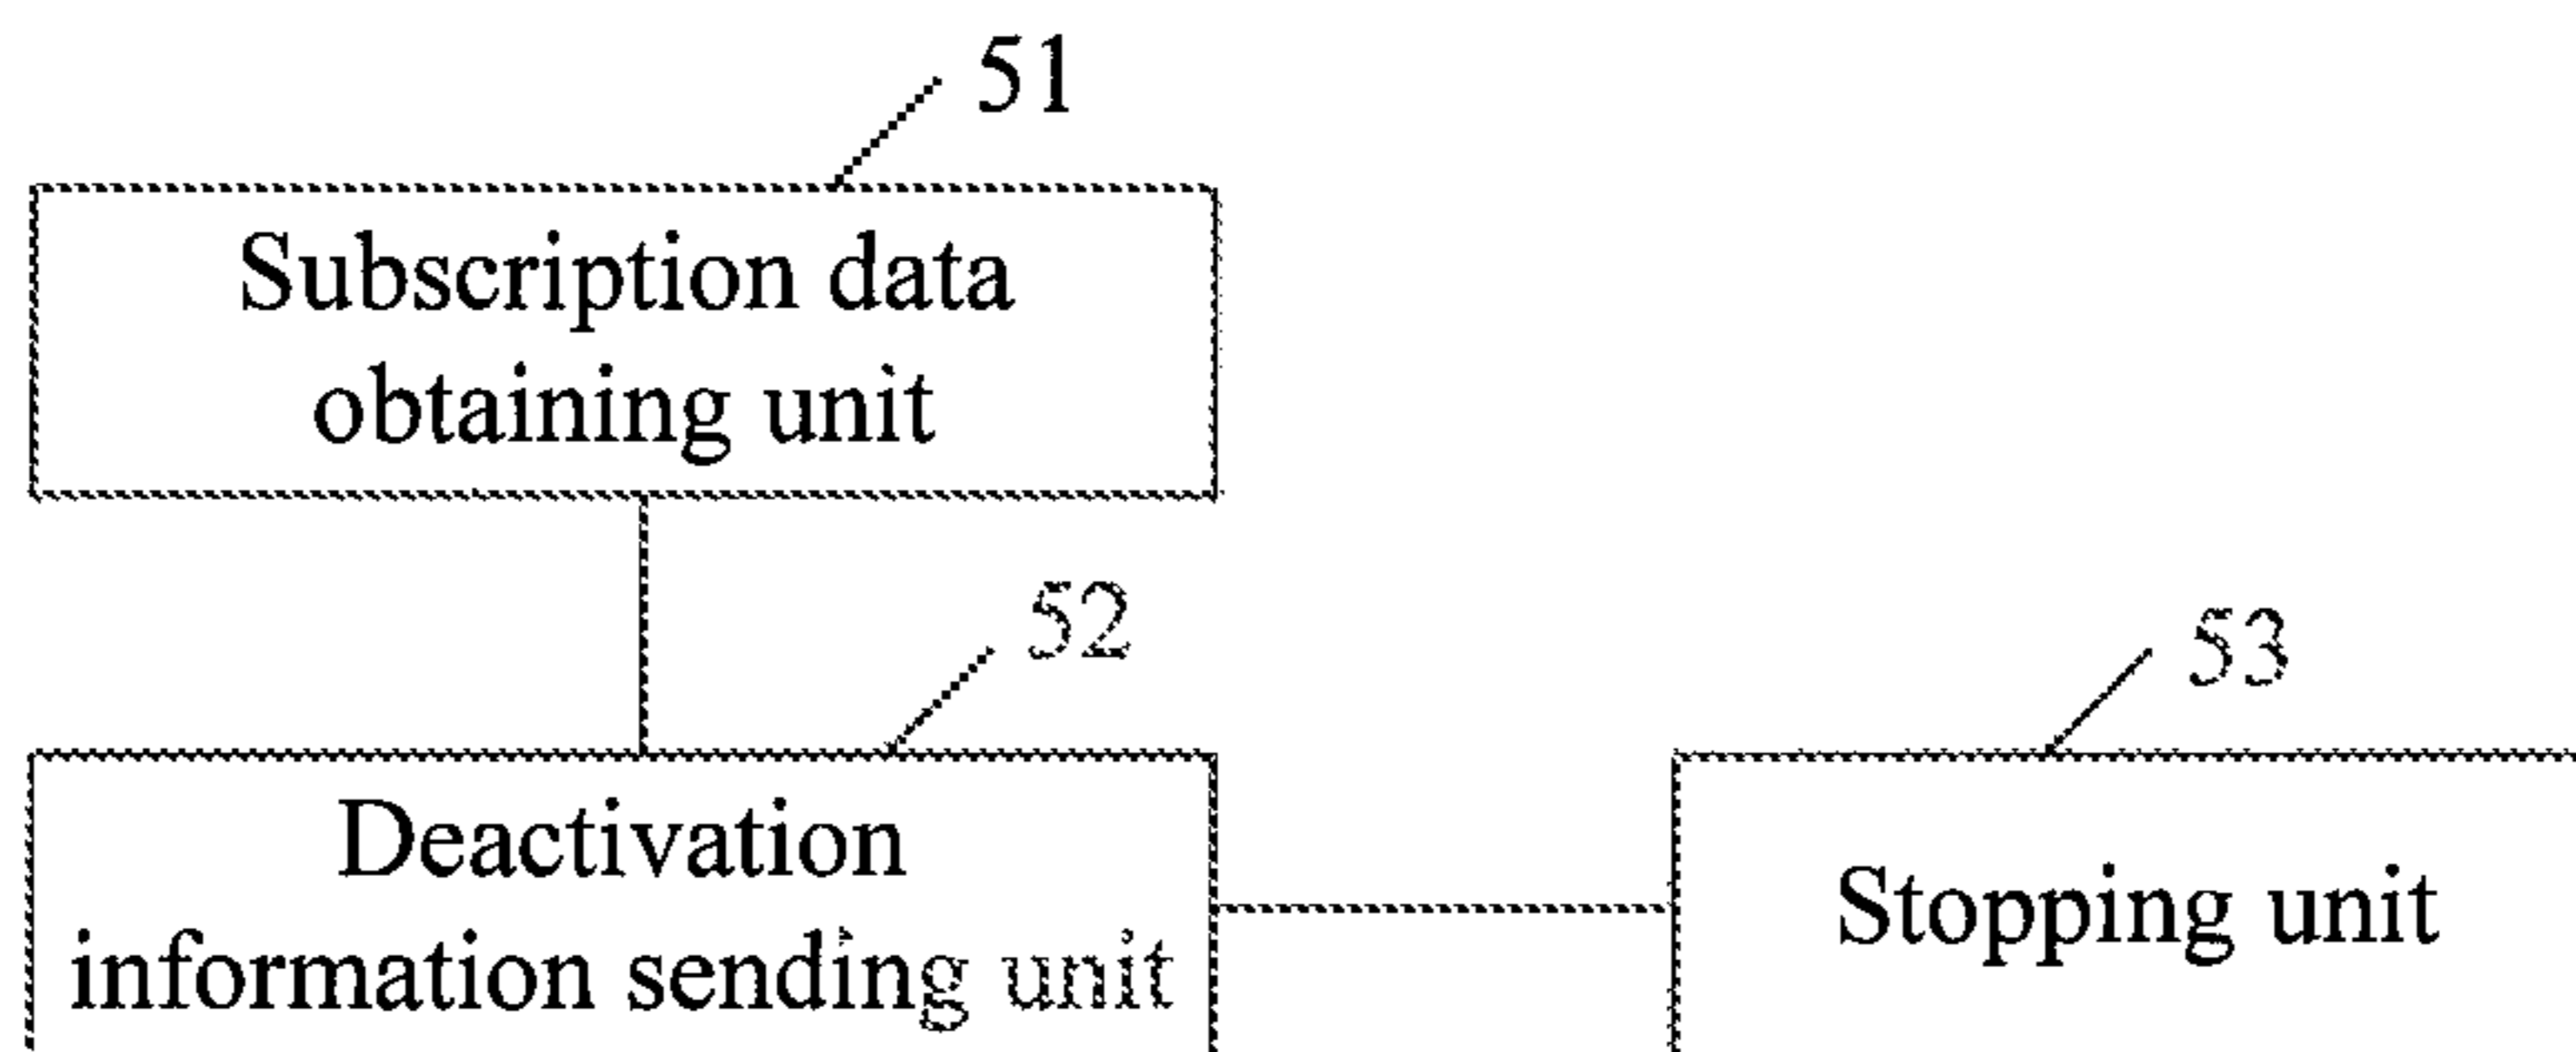 51
Subscription data
obtaining unit
52
53
Deactivation
information sending unit
Stopping unit